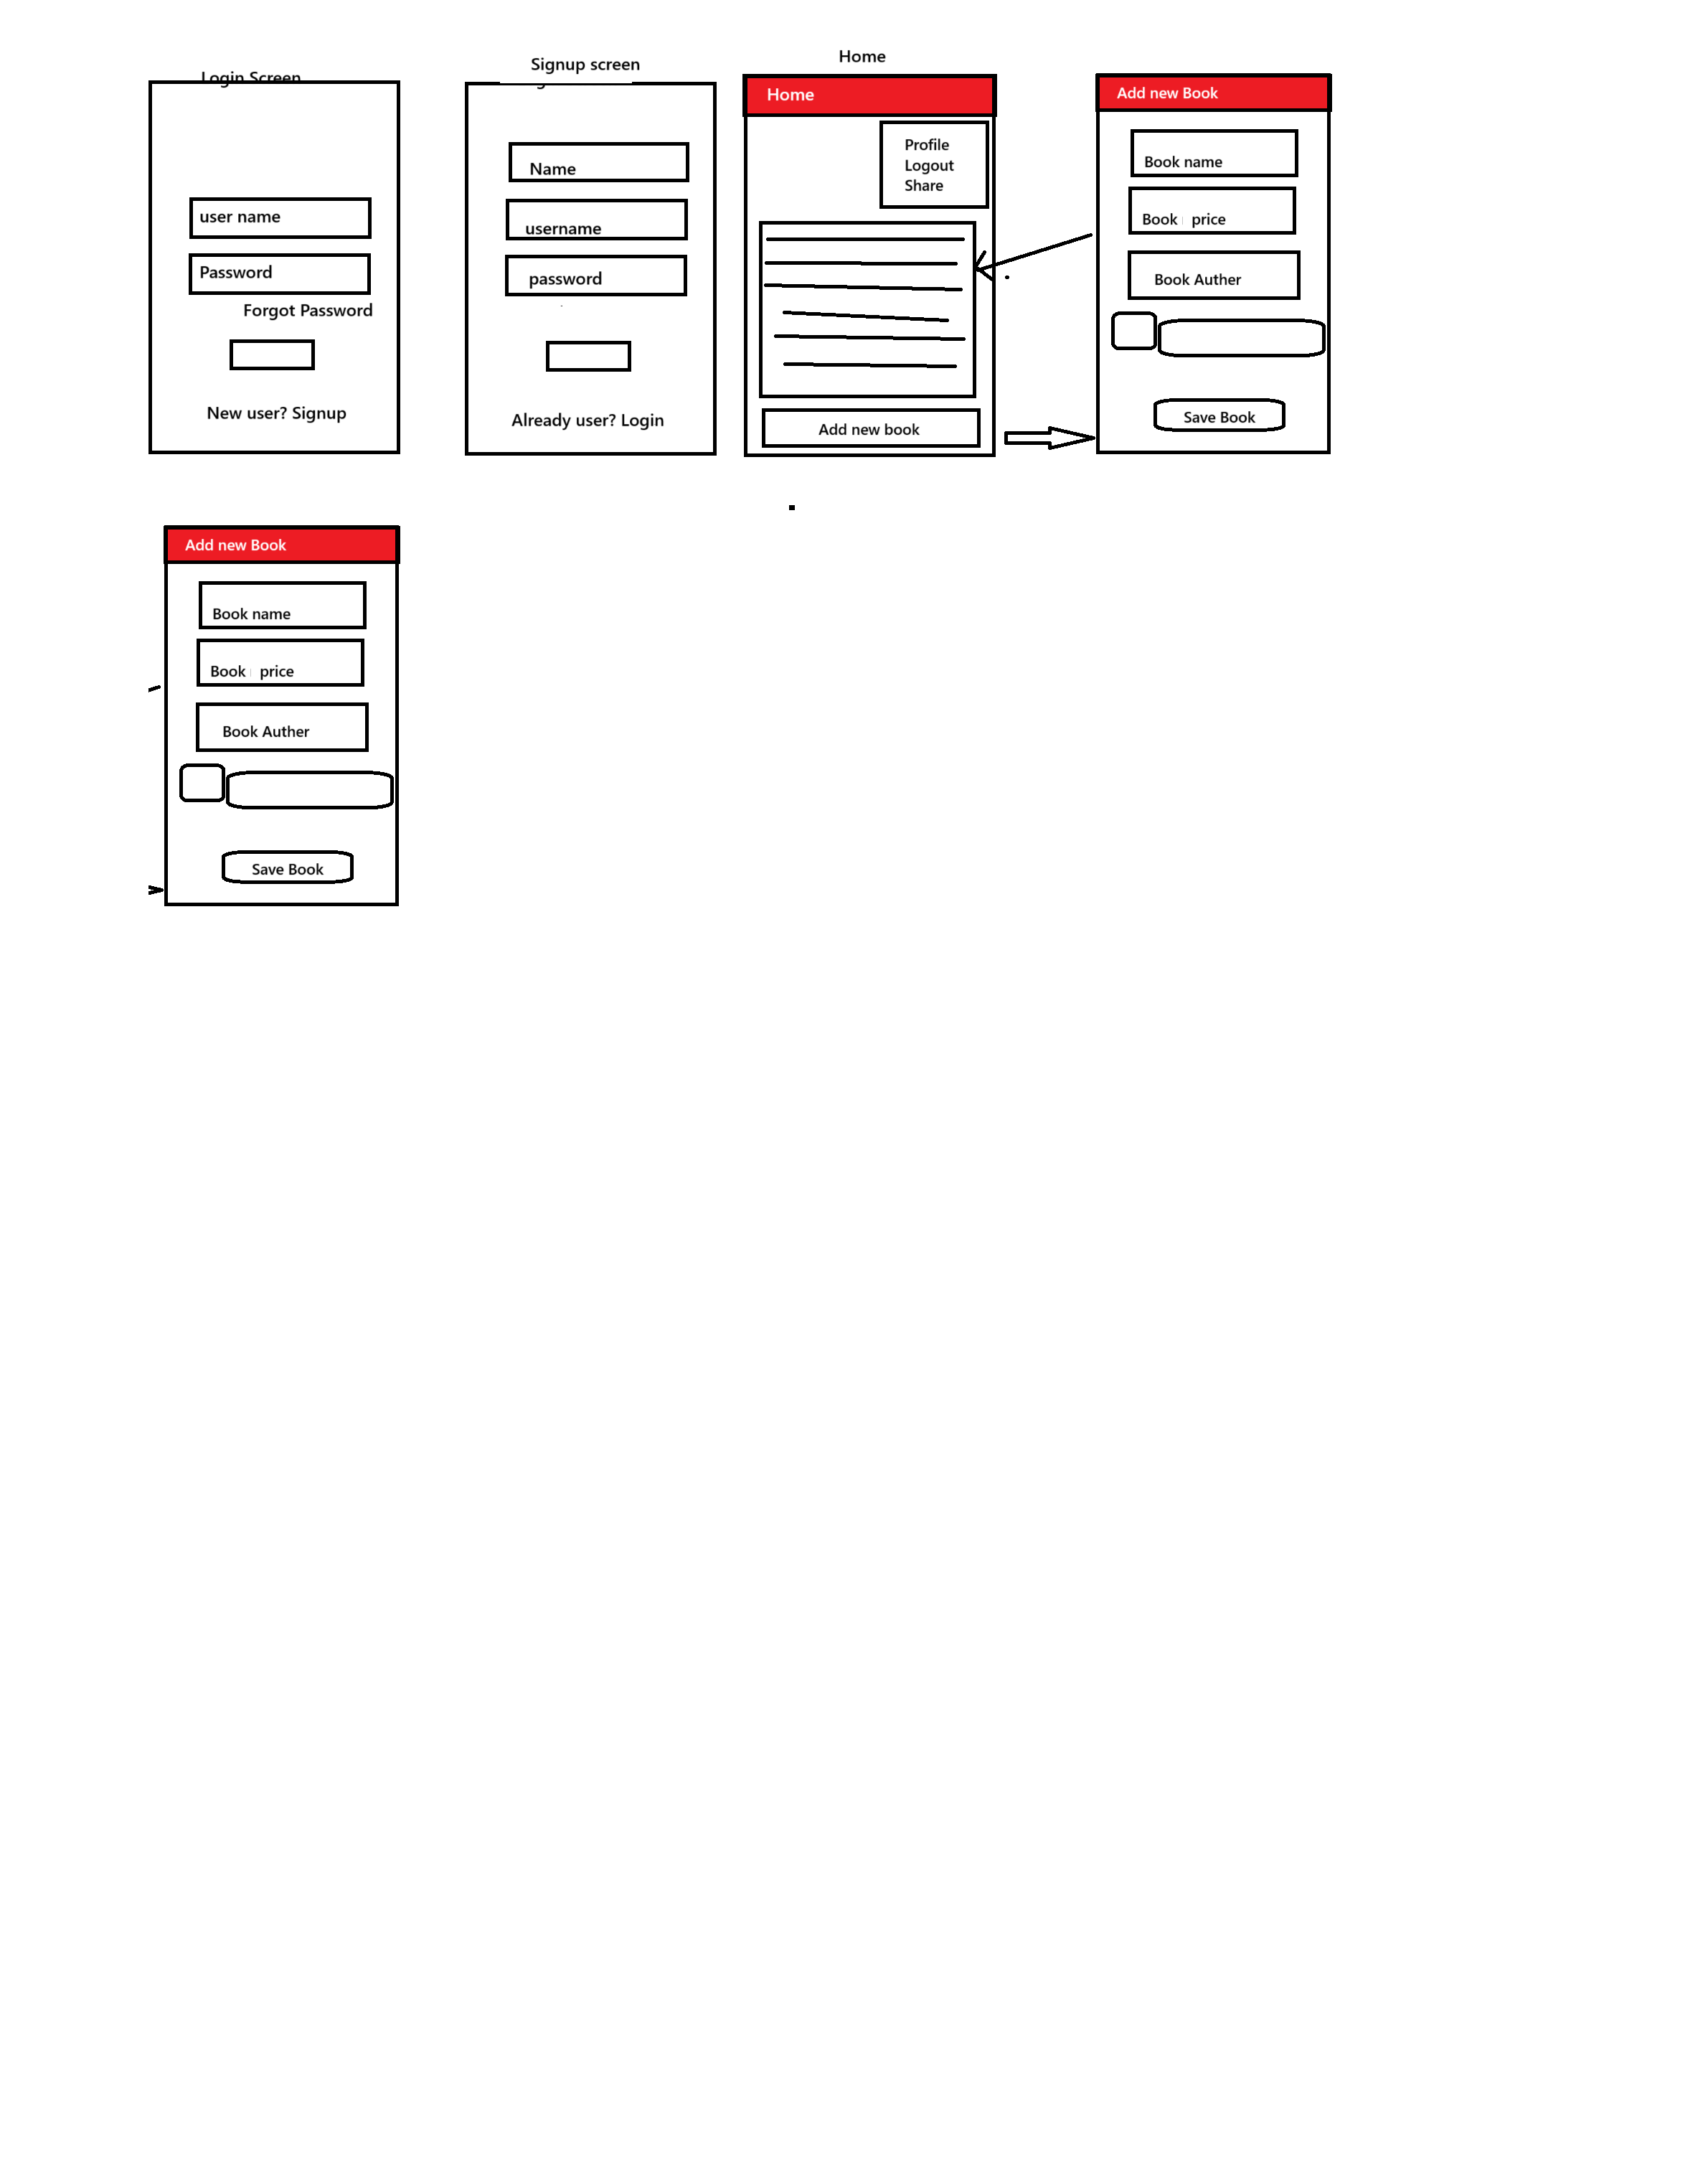 Login Screen
user name
Password
Forgot Password
New user? Signup
Signup screen
Name
username
password
Already user? Login
Home
Home
Profile
Logout
Share
Add new book
Add new Book
Book name
Book price
Book Auther
Save Book
Add new Book
Book name
Book price
Book Auther
Save Book